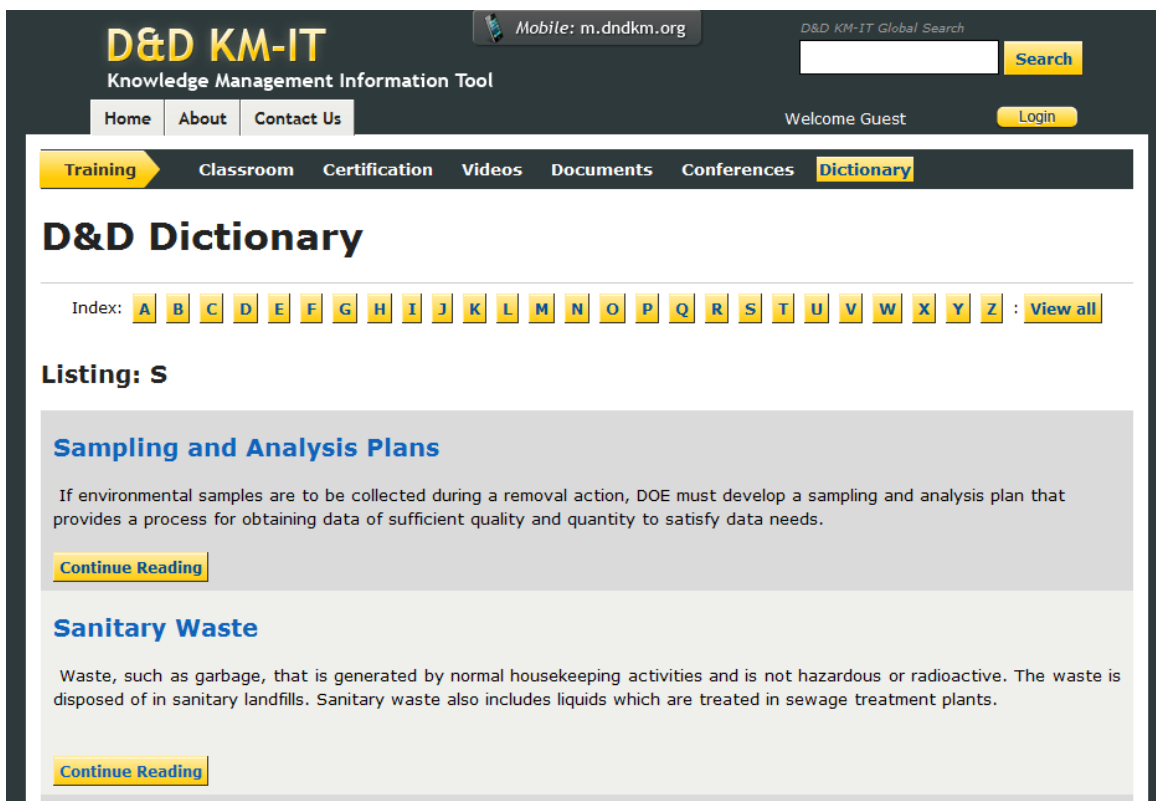 D&D KM-IT
Knowledge Management Information Tool
Mobile: m.dndkm.org
D&D KM-IT Global Search
Search
Home About Contact Us
Welcome Guest
Login
Training Classroom Certification Videos Documents Conferences Dictionary
D&D Dictionary
Index: A B C D E F G H I J K L M N O P Q R S T U V W X Y Z : View all
Listing: S
Sampling and Analysis Plans
If environmental samples are to be collected during a removal action, DOE must develop a sampling and analysis plan that
provides a process for obtaining data of sufficient quality and quantity to satisfy data needs.
Continue Reading
Sanitary Waste
Waste, such as garbage, that is generated by normal housekeeping activities and is not hazardous or radioactive. The waste is
disposed of in sanitary landfills. Sanitary waste also includes liquids which are treated in sewage treatment plants.
Continue Reading